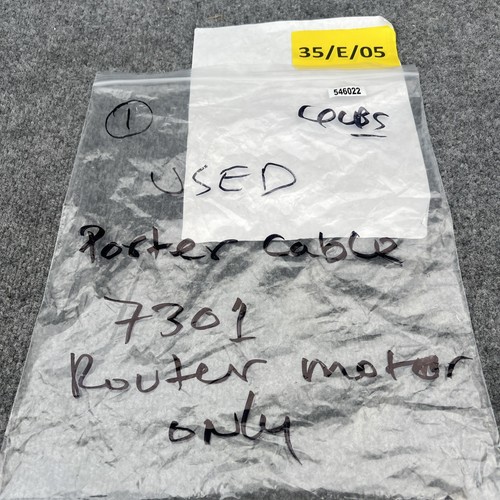 35/E/05
546022
1
USED
Porter Cable
7301
Router motor
only